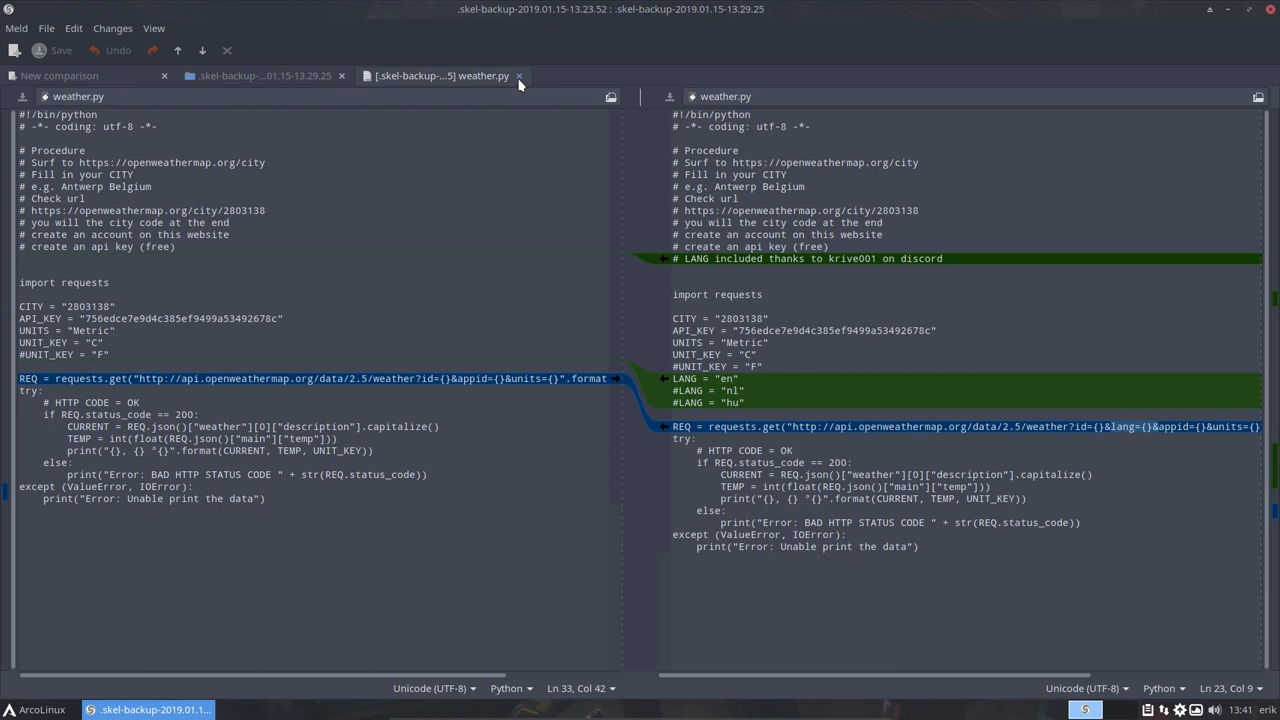 .skel-backup-2019.01.15-13.23.52 : .skel-backup-2019.01.15-13.29.25
Meld File Edit Changes View
Save Undo
New comparison .skel-backup-...01.15-13.29.25 [.skel-backup-...5] weather.py
weather.py
#!/bin/python
# -*- coding: utf-8 -*-
# Procedure
# Surf to https://openweathermap.org/city
# Fill in your CITY
# e.g. Antwerp Belgium
# Check url
# https://openweathermap.org/city/2803138
# you will the city code at the end
# create an account on this website
# create an api key (free)
import requests
CITY = "2803138"
API_KEY = "756edce7e9d4c385ef9499a53492678c"
UNITS = "Metric"
UNIT_KEY = "C"
#UNIT_KEY = "F"
REQ = requests.get("http://api.openweathermap.org/data/2.5/weather?id={}&appid={}&units={}".format
try:
# HTTP CODE = OK
if REQ.status_code == 200:
CURRENT = REQ.json()["weather"][0]["description"].capitalize()
TEMP = int(float(REQ.json()["main"]["temp"]))
print("{}, {} °{}".format(CURRENT, TEMP, UNIT_KEY))
else:
print("Error: BAD HTTP STATUS CODE " + str(REQ.status_code))
except (ValueError, IOError):
print("Error: Unable print the data")
weather.py
#!/bin/python
# -*- coding: utf-8 -*-
# Procedure
# Surf to https://openweathermap.org/city
# Fill in your CITY
# e.g. Antwerp Belgium
# Check url
# https://openweathermap.org/city/2803138
# you will the city code at the end
# create an account on this website
# create an api key (free)
# LANG included thanks to krive001 on discord
import requests
CITY = "2803138"
API_KEY = "756edce7e9d4c385ef9499a53492678c"
UNITS = "Metric"
UNIT_KEY = "C"
#UNIT_KEY = "F"
LANG = "en"
#LANG = "nl"
#LANG = "hu"
REQ = requests.get("http://api.openweathermap.org/data/2.5/weather?id={}&lang={}&appid={}&units={}
try:
# HTTP CODE = OK
if REQ.status_code == 200:
CURRENT = REQ.json()["weather"][0]["description"].capitalize()
TEMP = int(float(REQ.json()["main"]["temp"]))
print("{}, {} °{}".format(CURRENT, TEMP, UNIT_KEY))
else:
print("Error: BAD HTTP STATUS CODE " + str(REQ.status_code))
except (ValueError, IOError):
print("Error: Unable print the data")
Unicode (UTF-8) Python Ln 33, Col 42
Unicode (UTF-8) Python Ln 23, Col 9
ArcoLinux .skel-backup-2019.01.1... 13:41 erik